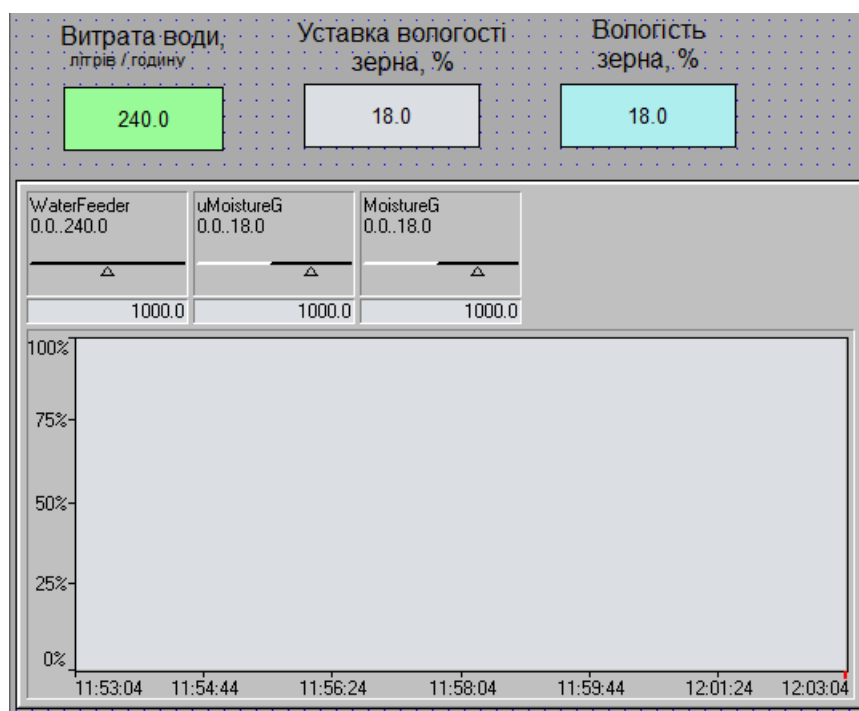 Витрата води,
літрів / годину
Уставка вологості
зерна, %
Вологість
зерна, %
240.0
18.0
18.0
WaterFeeder
0.0..240.0
1000.0
uMoistureG
0.0..18.0
1000.0
MoistureG
0.0..18.0
1000.0
100%
75%
50%
25%
0%
11:53:04 11:54:44 11:56:24 11:58:04 11:59:44 12:01:24 12:03:04